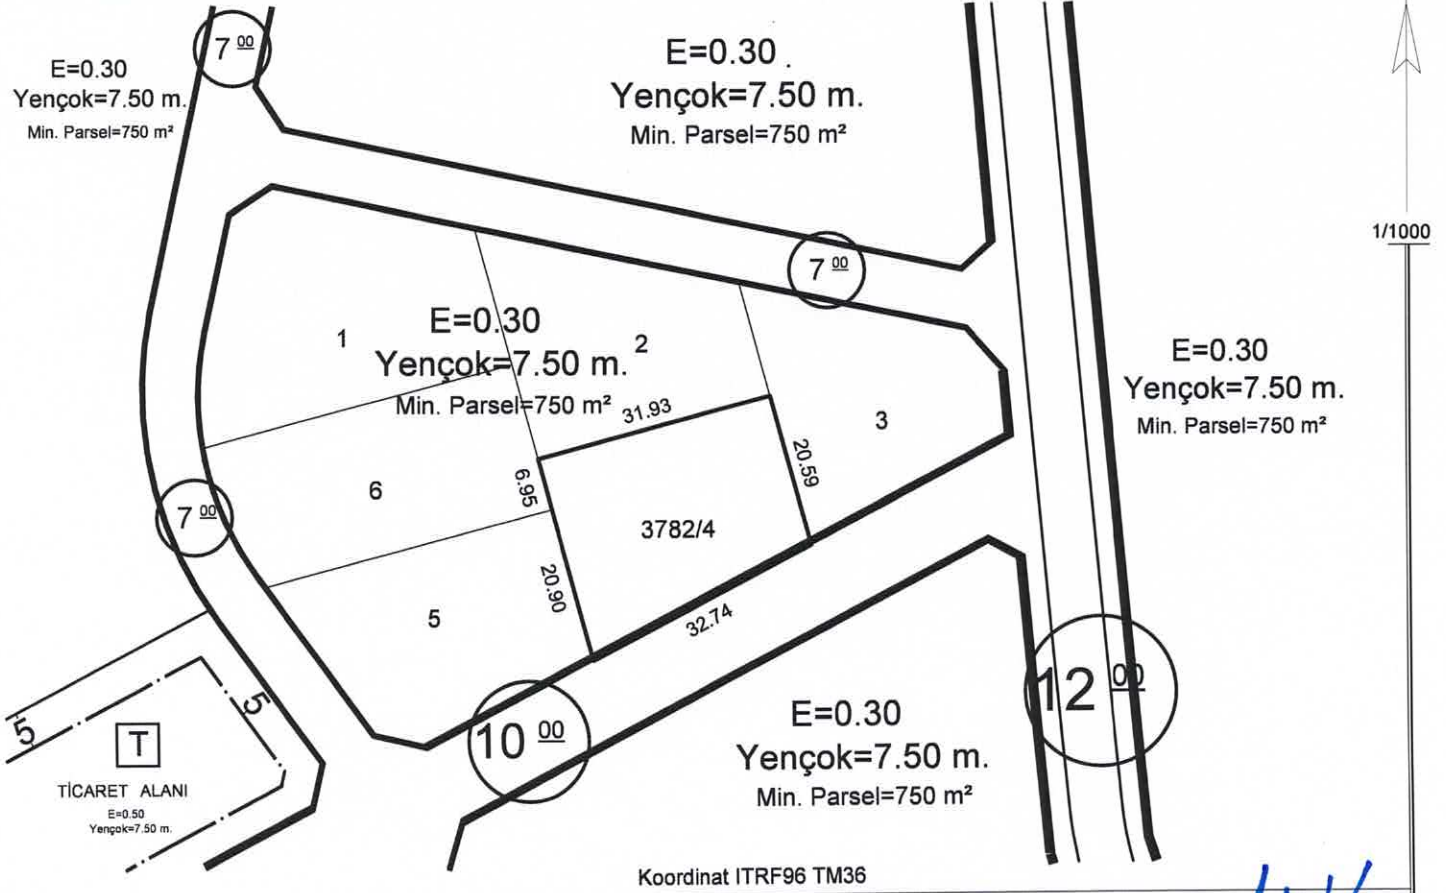 7 00
E=0.30
Yençok=7.50 m.
Min. Parsel=750 m²
E=0.30 .
Yençok=7.50 m.
Min. Parsel=750 m²
1/1000
7 00
1
E=0.30
Yençok=7.50 m.
Min. Parsel=750 m²
2
31.93
3
20.59
E=0.30
Yençok=7.50 m.
Min. Parsel=750 m²
6
6.95
7 00
3782/4
20.90
5
32.74
10 00
12 00
5
5
T
TİCARET ALANI
E=0.50
Yençok=7.50 m.
E=0.30
Yençok=7.50 m.
Min. Parsel=750 m²
Koordinat ITRF96 TM36